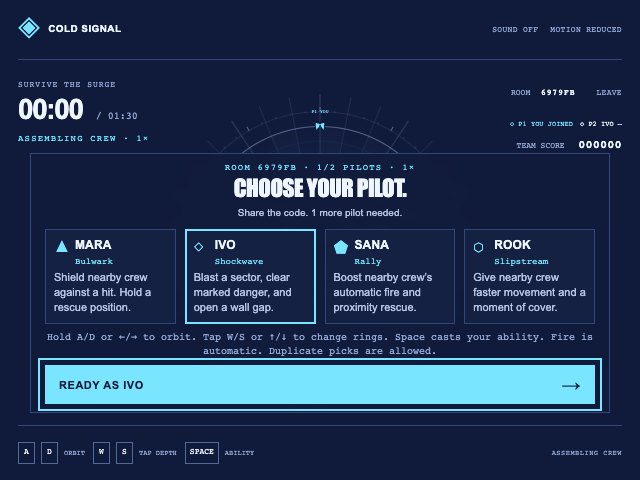 COLD SIGNAL
SOUND OFF MOTION REDUCED
SURVIVE THE SURGE
00:00 / 01:30
ASSEMBLING CREW · 1×
ROOM 6979FB LEAVE
P1 YOU JOINED P2 IVO —
TEAM SCORE 000000
P1 YOU
ROOM 6979FB · 1/2 PILOTS · 1×
CHOOSE YOUR PILOT.
Share the code. 1 more pilot needed.
MARA
Bulwark
Shield nearby crew
against a hit. Hold a
rescue position.
IVO
Shockwave
Blast a sector, clear
marked danger, and
open a wall gap.
SANA
Rally
Boost nearby crew's
automatic fire and
proximity rescue.
ROOK
Slipstream
Give nearby crew
faster movement and a
moment of cover.
Hold A/D or ←/→ to orbit. Tap W/S or ↑/↓ to change rings. Space casts your ability. Fire is
automatic. Duplicate picks are allowed.
READY AS IVO →
A D ORBIT W S TAP DEPTH SPACE ABILITY
ASSEMBLING CREW